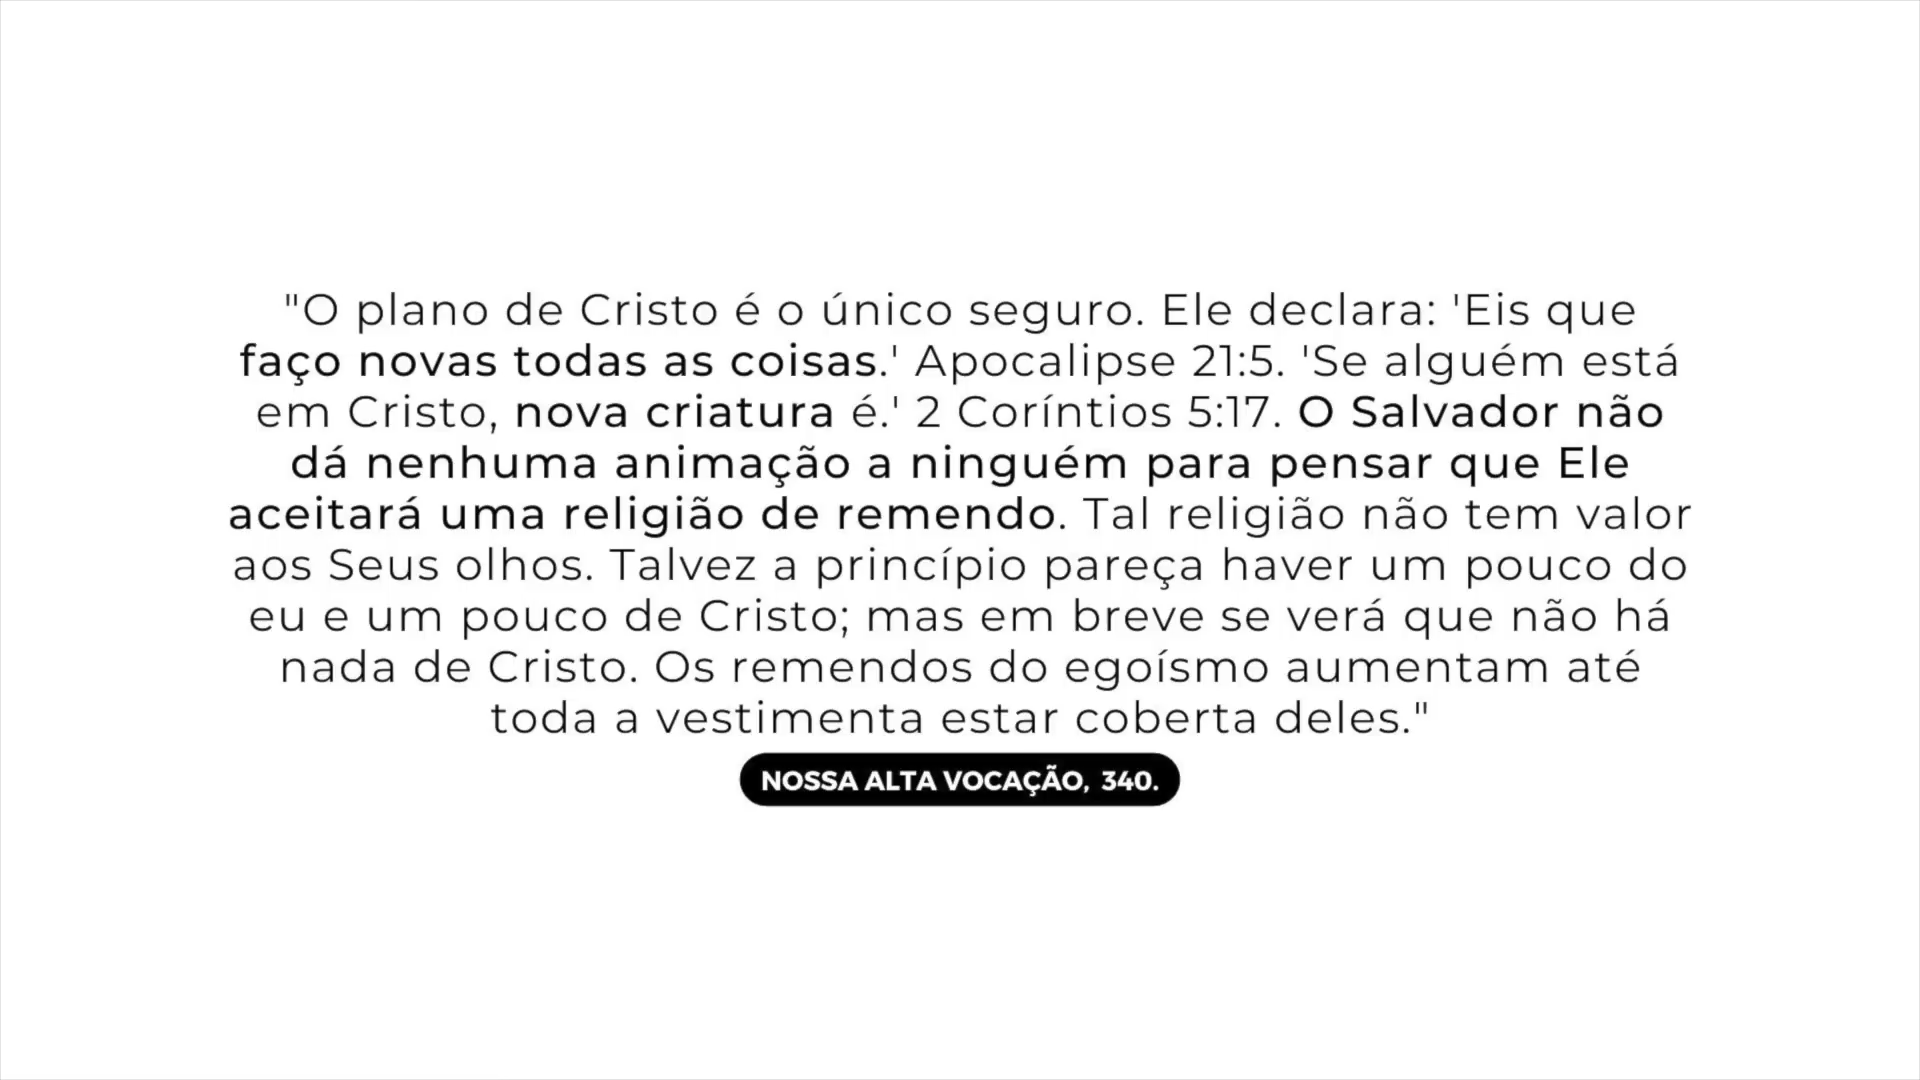 "O plano de Cristo é o único seguro. Ele declara: 'Eis que
faço novas todas as coisas.' Apocalipse 21:5. 'Se alguém está
em Cristo, nova criatura é.' 2 Coríntios 5:17. O Salvador não
dá nenhuma animação a ninguém para pensar que Ele
aceitará uma religião de remendo. Tal religião não tem valor
aos Seus olhos. Talvez a princípio pareça haver um pouco do
eu e um pouco de Cristo; mas em breve se verá que não há
nada de Cristo. Os remendos do egoísmo aumentam até
toda a vestimenta estar coberta deles."
NOSSA ALTA VOCAÇÃO, 340.